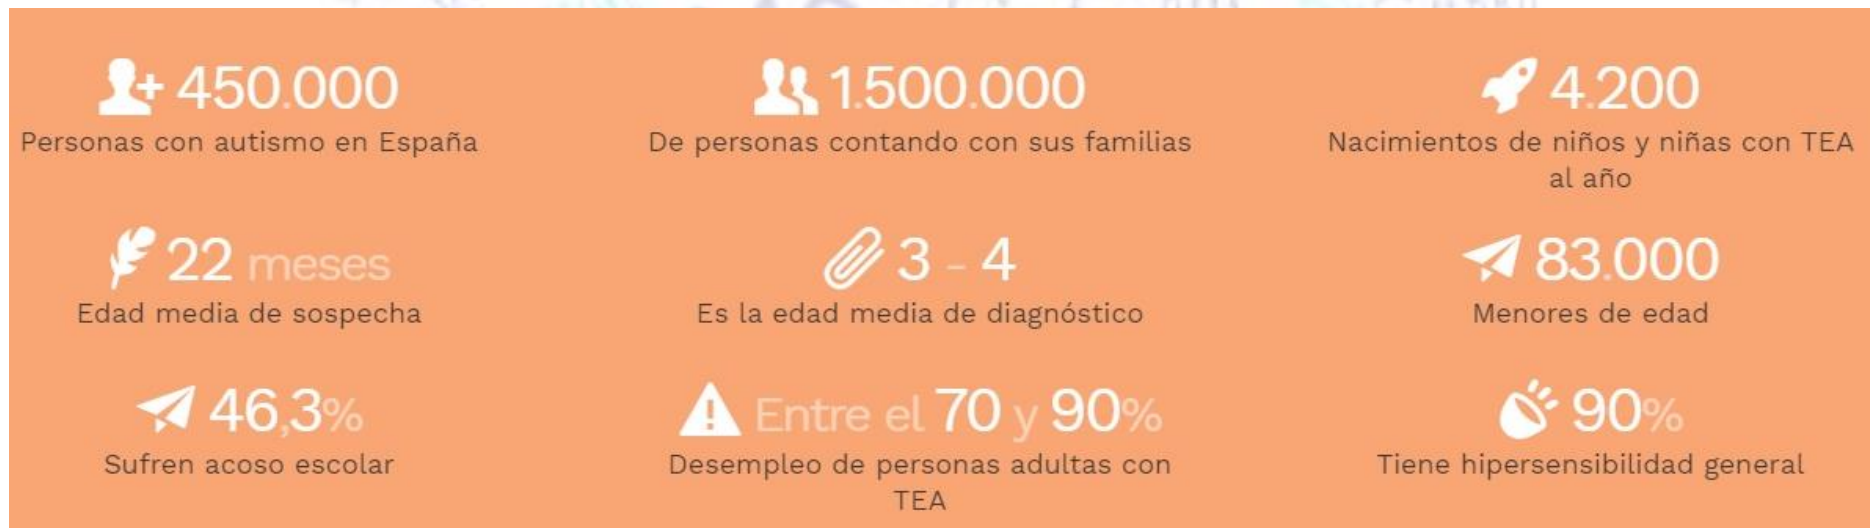 450.000
Personas con autismo en España
1.500.000
De personas contando con sus familias
4.200
Nacimientos de niños y niñas con TEA
al año
22 meses
Edad media de sospecha
3 - 4
Es la edad media de diagnóstico
83.000
Menores de edad
46,3%
Sufren acoso escolar
Entre el 70 y 90%
Desempleo de personas adultas con
TEA
90%
Tiene hipersensibilidad general